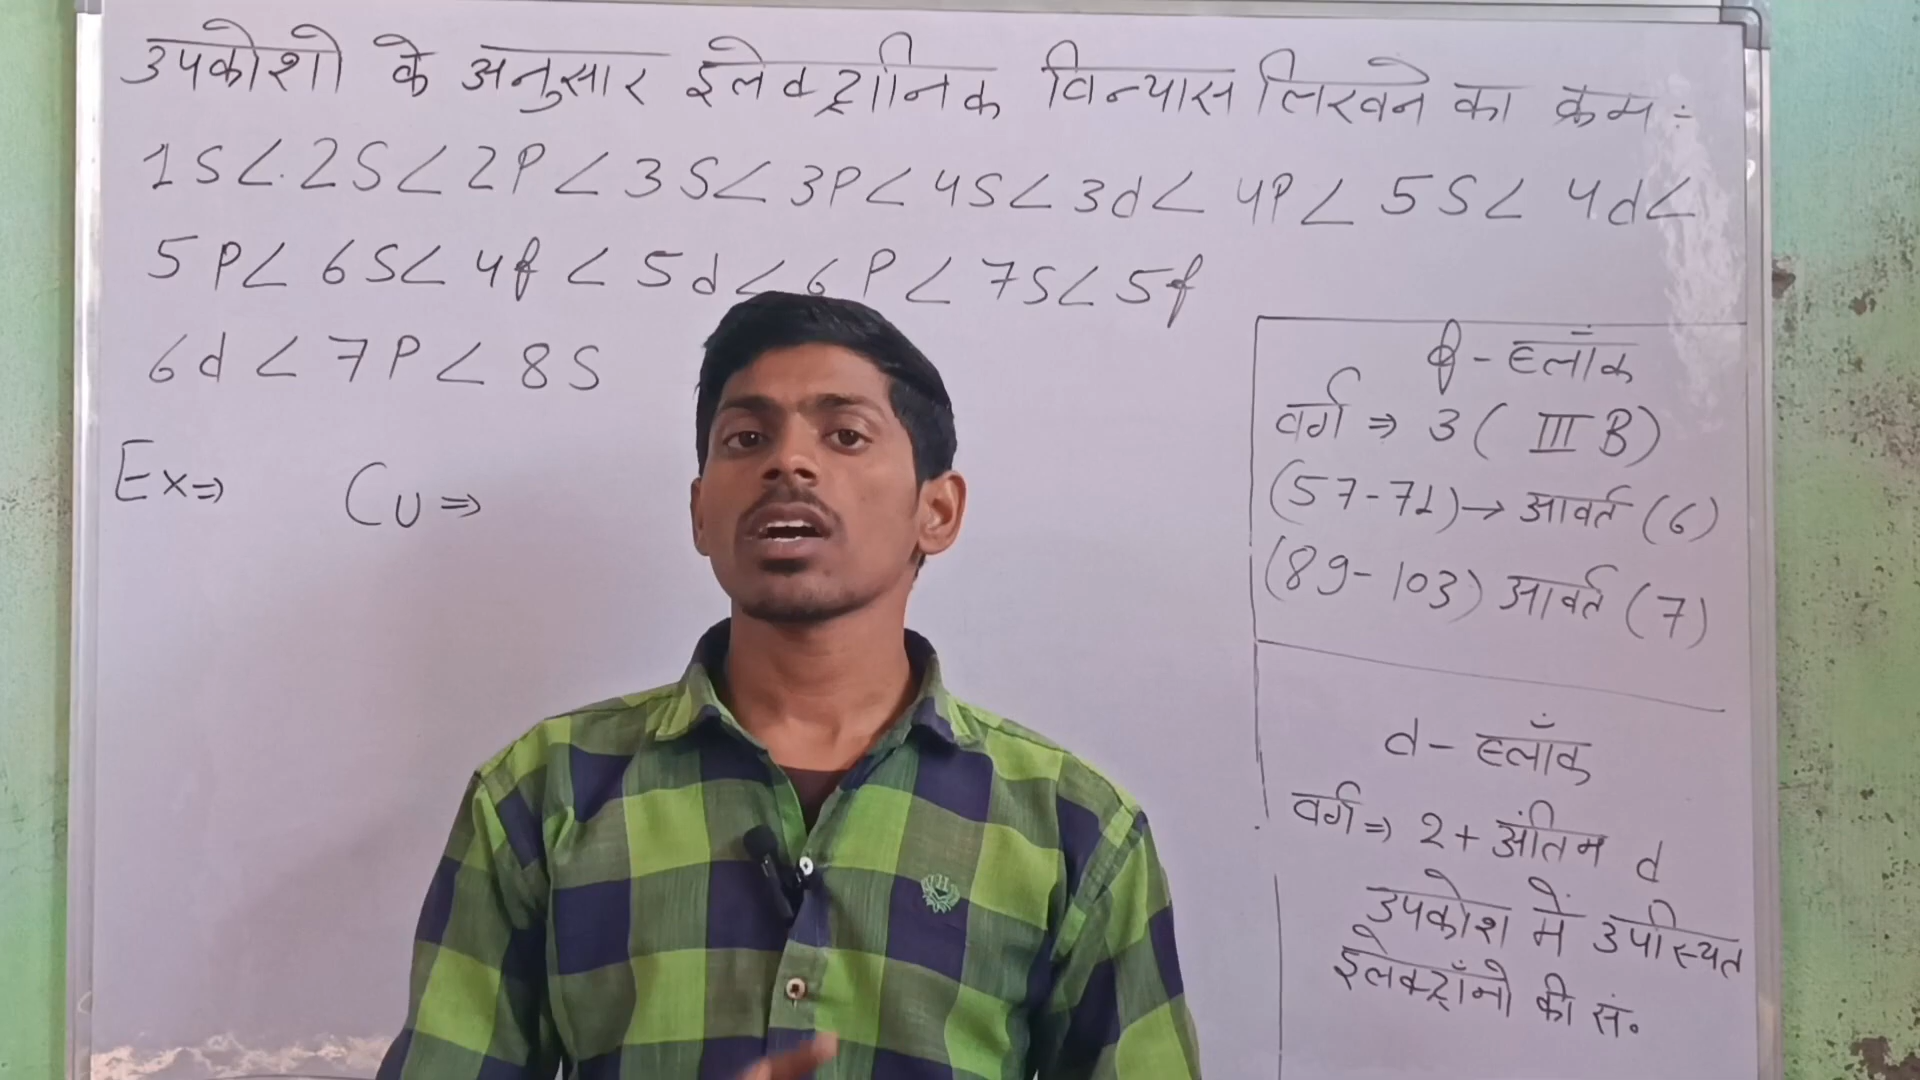 उपकोशो के अनुसार इलेक्ट्रानिक विन्यास लिखने का क्रम :-
1S < 2S < 2P < 3S < 3P < 4S < 3d < 4P < 5S < 4d <
5P < 6S < 4f < 5d < 6P < 7S < 5f
6d < 7P < 8S
Ex ⇒ Cu ⇒
f - ब्लॉक
वर्ग ⇒ 3 ( III B )
(57-71) → आवर्त (6)
(89-103) आवर्त (7)
d - ब्लॉक
वर्ग ⇒ 2 + अंतिम d
उपकोश में उपस्थित
इलेक्ट्रॉनो की सं.